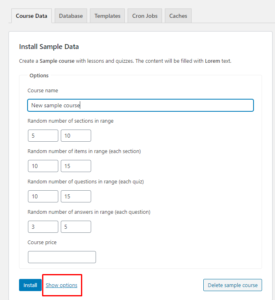 Course Data Database Templates Cron Jobs Caches
Install Sample Data
Create a Sample course with lessons and quizzes. The content will be filled with Lorem text.
Options
Course name
New sample course
Random number of sections in range
5 10
Random number of items in range (each section)
10 15
Random number of questions in range (each quiz)
10 15
Random number of answers in range (each question)
3 5
Course price
Install Show options Delete sample course